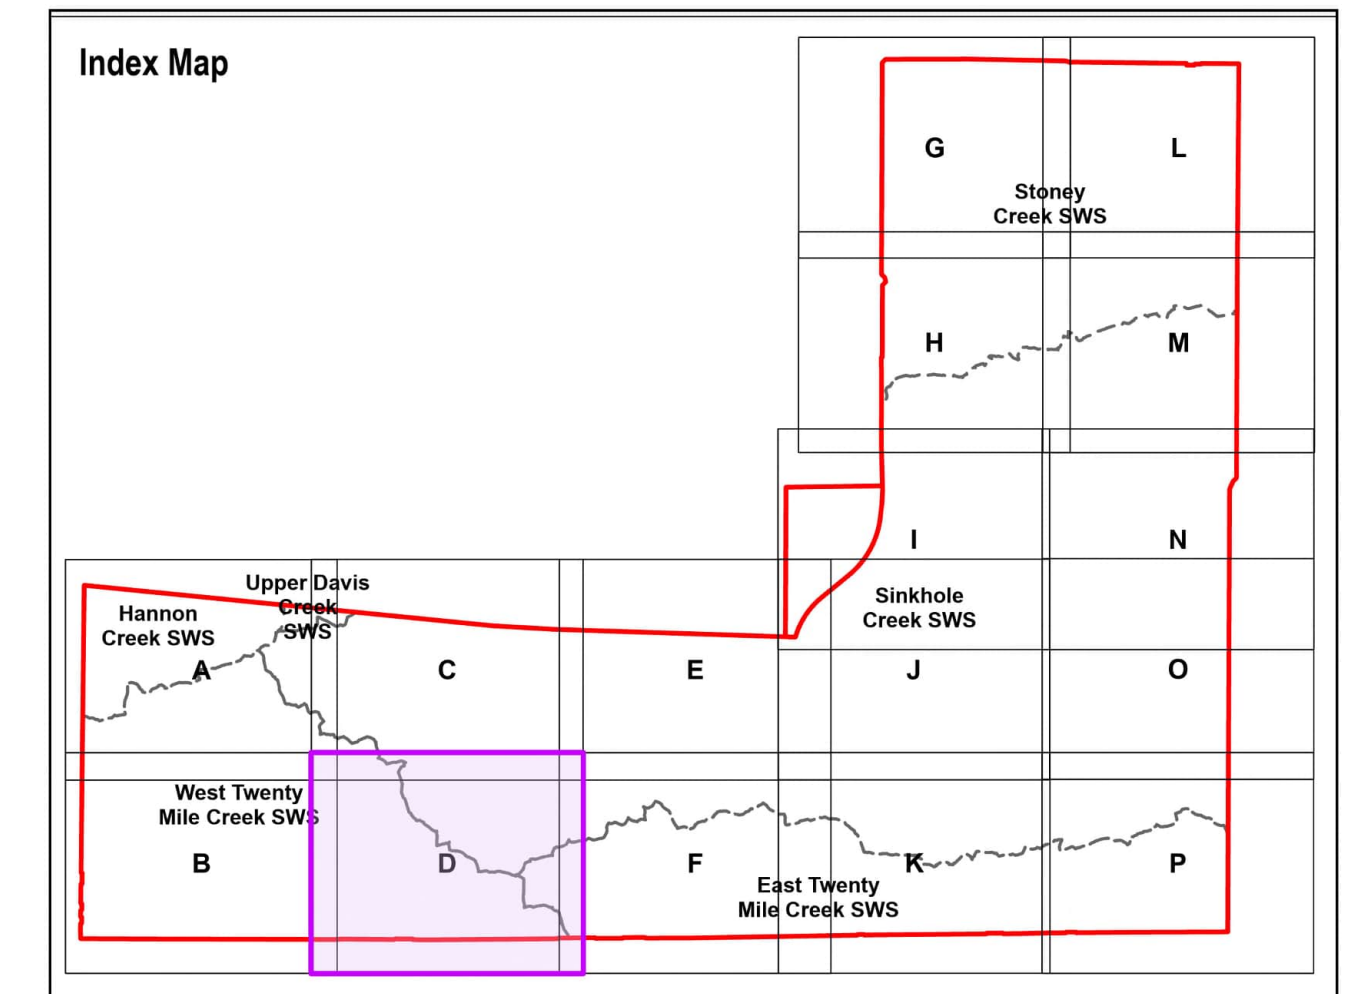 Index Map
G
L
Stoney
Creek SWS
H
M
I
N
Upper Davis
Creek
SWS
Hannon
Creek SWS
Sinkhole
Creek SWS
A
C
E
J
O
West Twenty
Mile Creek SWS
B
D
F
K
P
East Twenty
Mile Creek SWS